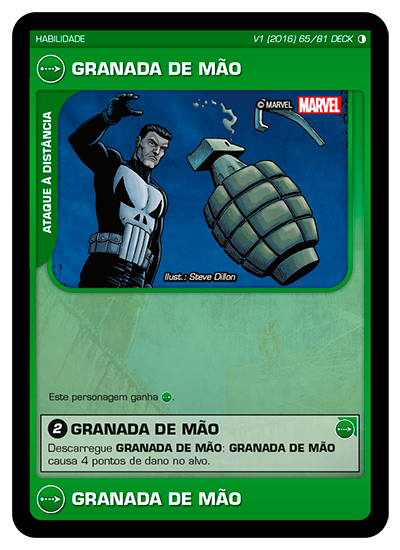 HABILIDADE
V1 (2016) 65/81 DECK
GRANADA DE MÃO
ATAQUE À DISTÂNCIA
© MARVEL MARVEL
Ilust.: Steve Dillon
Este personagem ganha .
2 GRANADA DE MÃO
Descarregue GRANADA DE MÃO: GRANADA DE MÃO
causa 4 pontos de dano no alvo.
GRANADA DE MÃO